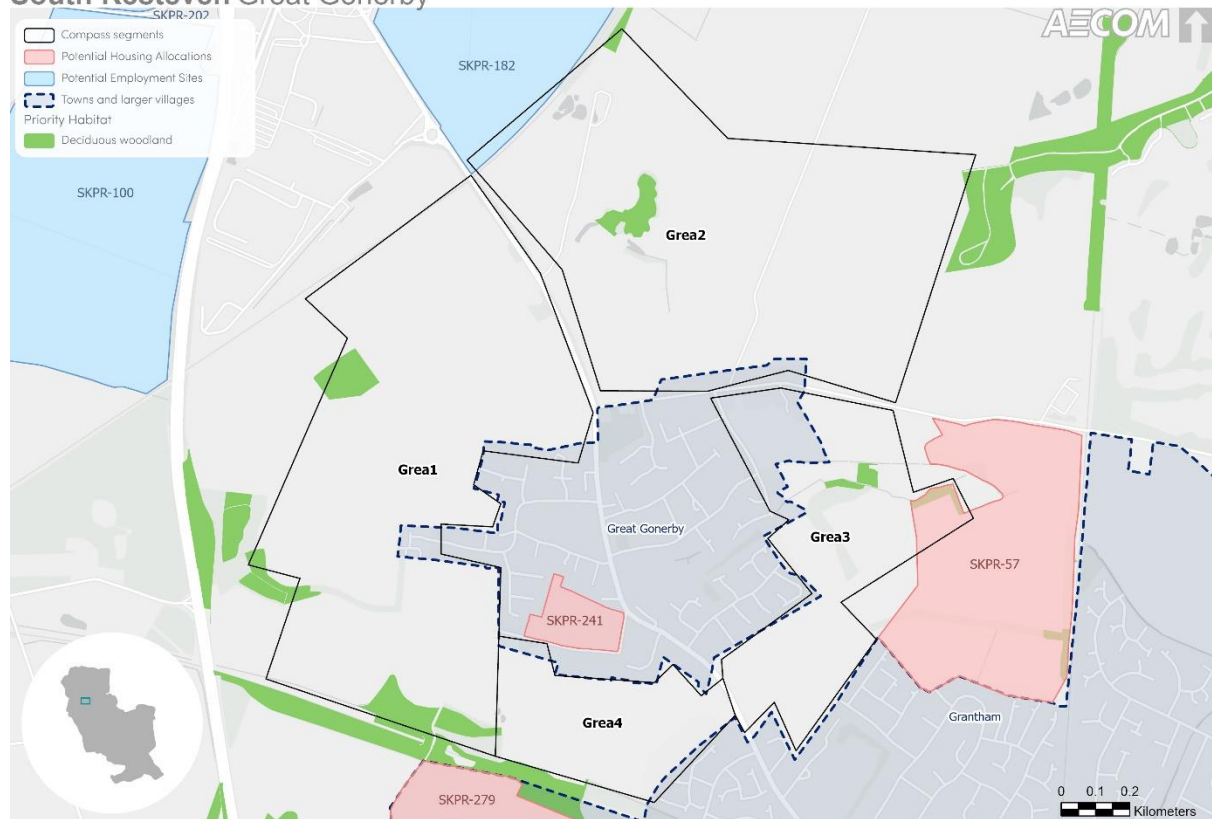 South Kesteven Great Gonerby
SKPR-202
AECOM
Compass segments
Potential Housing Allocations
Potential Employment Sites
Towns and larger villages
Priority Habitat
Deciduous woodland
SKPR-182
SKPR-100
Grea2
Grea1
Great Gonerby
Grea3
SKPR-57
SKPR-241
Grea4
Grantham
SKPR-279
0 0.1 0.2
Kilometers